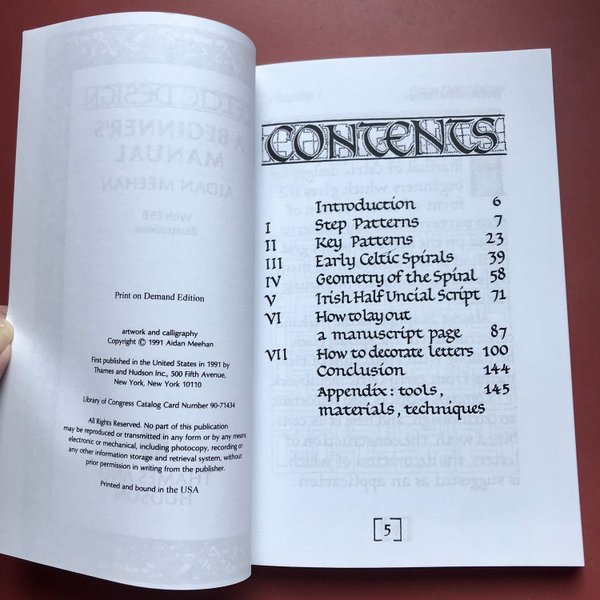 Print on Demand Edition
artwork and calligraphy
Copyright © 1991 Aidan Meehan
First published in the United States in 1991 by
Thames and Hudson Inc., 500 Fifth Avenue,
New York, New York 10110
Library of Congress Catalog Card Number 90-71434
All Rights Reserved. No part of this publication
may be reproduced or transmitted in any form or by any means
electronic or mechanical, including photocopy, recording or
any other information storage and retrieval system, without
prior permission in writing from the publisher.
Printed and bound in the USA
CONTENTS
Introduction 6
I Step Patterns 7
II Key Patterns 23
III Early Celtic Spirals 39
IV Geometry of the Spiral 58
V Irish Half Uncial Script 71
VI How to lay out
a manuscript page 87
VII How to decorate letters 100
Conclusion 144
Appendix: tools, 145
materials, techniques
[5]